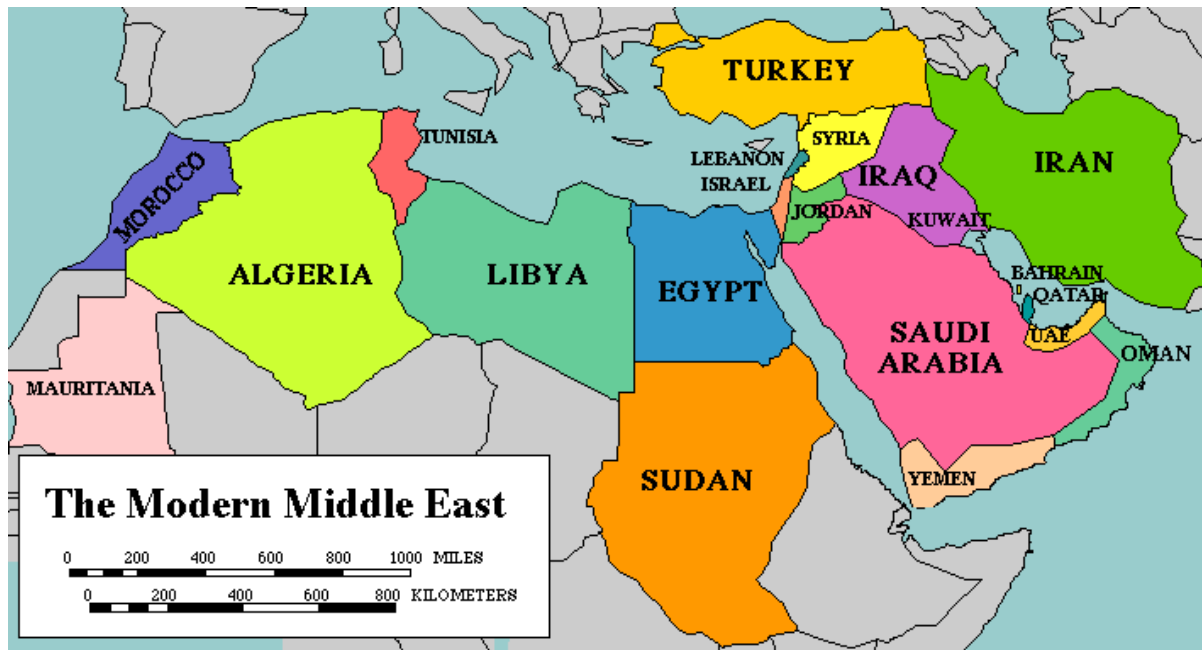 TURKEY
TUNISIA
SYRIA
LEBANON
ISRAEL
IRAQ
IRAN
MOROCCO
JORDAN
KUWAIT
ALGERIA
LIBYA
EGYPT
BAHRAIN
QATAR
SAUDI
ARABIA
UAE
OMAN
MAURITANIA
SUDAN
YEMEN
The Modern Middle East
0 200 400 600 800 1000 MILES
0 200 400 600 800 KILOMETERS